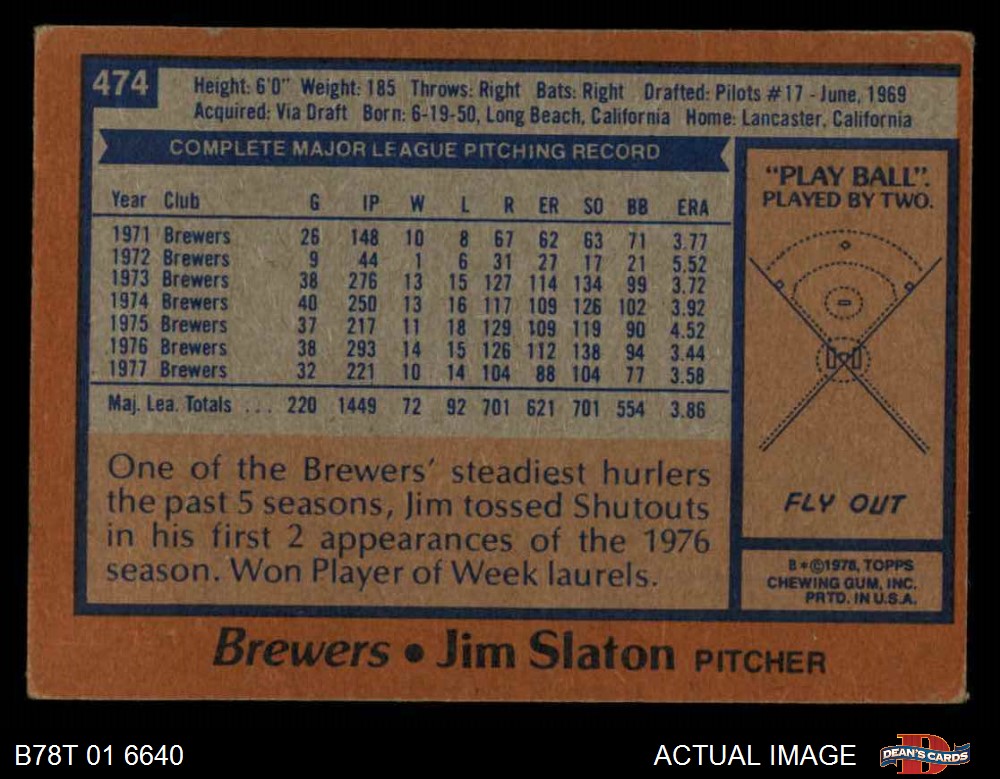 474
Height: 6'0" Weight: 185 Throws: Right Bats: Right Drafted: Pilots #17 - June, 1969
Acquired: Via Draft Born: 6-19-50, Long Beach, California Home: Lancaster, California
COMPLETE MAJOR LEAGUE PITCHING RECORD
Year Club G IP W L R ER SO BB ERA
1971 Brewers 26 148 10 8 67 62 63 71 3.77
1972 Brewers 9 44 1 6 31 27 17 21 5.52
1973 Brewers 38 276 13 15 127 114 134 99 3.72
1974 Brewers 40 250 13 16 117 109 126 102 3.92
1975 Brewers 37 217 11 18 129 109 119 90 4.52
1976 Brewers 38 293 14 15 126 112 138 94 3.44
1977 Brewers 32 221 10 14 104 88 104 77 3.58
Maj. Lea. Totals ... 220 1449 72 92 701 621 701 554 3.86
One of the Brewers' steadiest hurlers
the past 5 seasons, Jim tossed Shutouts
in his first 2 appearances of the 1976
season. Won Player of Week laurels.
"PLAY BALL".
PLAYED BY TWO.
FLY OUT
B*©1978, TOPPS
CHEWING GUM, INC.
PRTD. IN U.S.A.
Brewers • Jim Slaton PITCHER
B78T 01 6640
ACTUAL IMAGE
D
DEAN'S CARDS